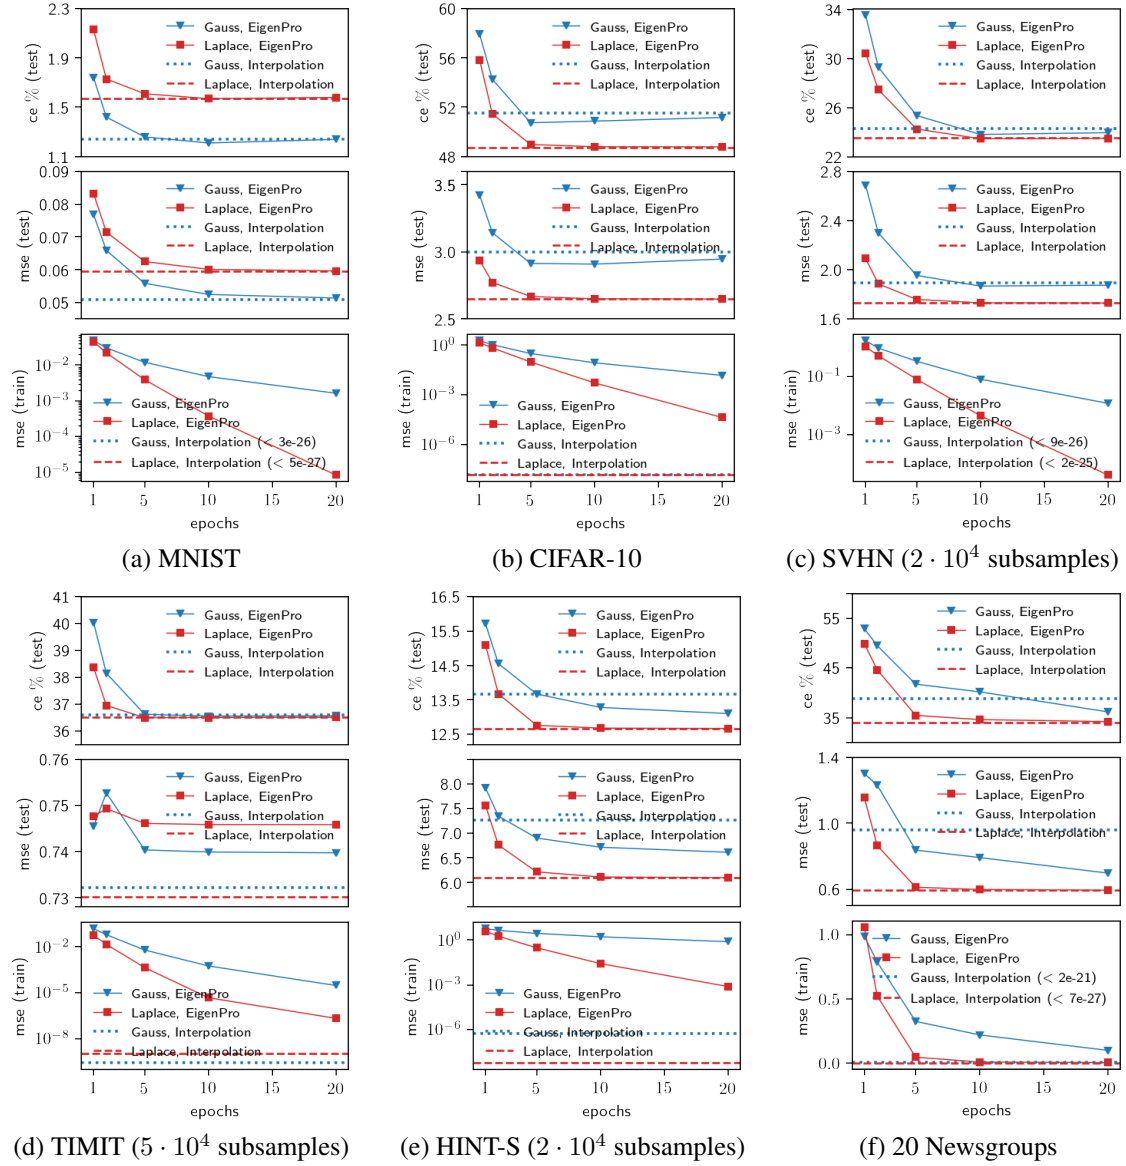 2.3
1.9
1.5
1.1
ce % (test)
Gauss, EigenPro
Laplace, EigenPro
Gauss, Interpolation
Laplace, Interpolation
0.09
0.08
0.07
0.06
0.05
mse (test)
Gauss, EigenPro
Laplace, EigenPro
Gauss, Interpolation
Laplace, Interpolation
10⁻²
10⁻³
10⁻⁴
10⁻⁵
mse (train)
Gauss, EigenPro
Laplace, EigenPro
Gauss, Interpolation (< 3e-26)
Laplace, Interpolation (< 5e-27)
1 5 10 15 20
epochs
(a) MNIST
60
56
52
48
ce % (test)
Gauss, EigenPro
Laplace, EigenPro
Gauss, Interpolation
Laplace, Interpolation
3.6
3.0
2.5
mse (test)
Gauss, EigenPro
Laplace, EigenPro
Gauss, Interpolation
Laplace, Interpolation
10⁰
10⁻³
10⁻⁶
mse (train)
Gauss, EigenPro
Laplace, EigenPro
Gauss, Interpolation
Laplace, Interpolation
1 5 10 15 20
epochs
(b) CIFAR-10
34
30
26
22
ce % (test)
Gauss, EigenPro
Laplace, EigenPro
Gauss, Interpolation
Laplace, Interpolation
2.8
2.4
2.0
1.6
mse (test)
Gauss, EigenPro
Laplace, EigenPro
Gauss, Interpolation
Laplace, Interpolation
10⁻¹
10⁻³
mse (train)
Gauss, EigenPro
Laplace, EigenPro
Gauss, Interpolation (< 9e-26)
Laplace, Interpolation (< 2e-25)
1 5 10 15 20
epochs
(c) SVHN (2 · 10⁴ subsamples)
41
40
39
38
37
36
ce % (test)
Gauss, EigenPro
Laplace, EigenPro
Gauss, Interpolation
Laplace, Interpolation
0.76
0.75
0.74
0.73
mse (test)
Gauss, EigenPro
Laplace, EigenPro
Gauss, Interpolation
Laplace, Interpolation
10⁻²
10⁻⁵
10⁻⁸
mse (train)
Gauss, EigenPro
Laplace, EigenPro
Gauss, Interpolation
Laplace, Interpolation
1 5 10 15 20
epochs
(d) TIMIT (5 · 10⁴ subsamples)
16.5
15.5
14.5
13.5
12.5
ce % (test)
Gauss, EigenPro
Laplace, EigenPro
Gauss, Interpolation
Laplace, Interpolation
8.0
7.5
7.0
6.5
6.0
mse (test)
Gauss, EigenPro
Laplace, EigenPro
Gauss, Interpolation
Laplace, Interpolation
10⁰
10⁻³
10⁻⁶
mse (train)
Gauss, EigenPro
Laplace, EigenPro
Gauss, Interpolation
Laplace, Interpolation
1 5 10 15 20
epochs
(e) HINT-S (2 · 10⁴ subsamples)
55
45
35
ce % (test)
Gauss, EigenPro
Laplace, EigenPro
Gauss, Interpolation
Laplace, Interpolation
1.4
1.0
0.6
mse (test)
Gauss, EigenPro
Laplace, EigenPro
Gauss, Interpolation
Laplace, Interpolation
1.0
0.5
0.0
mse (train)
Gauss, EigenPro
Laplace, EigenPro
Gauss, Interpolation (< 2e-21)
Laplace, Interpolation (< 7e-27)
1 5 10 15 20
epochs
(f) 20 Newsgroups